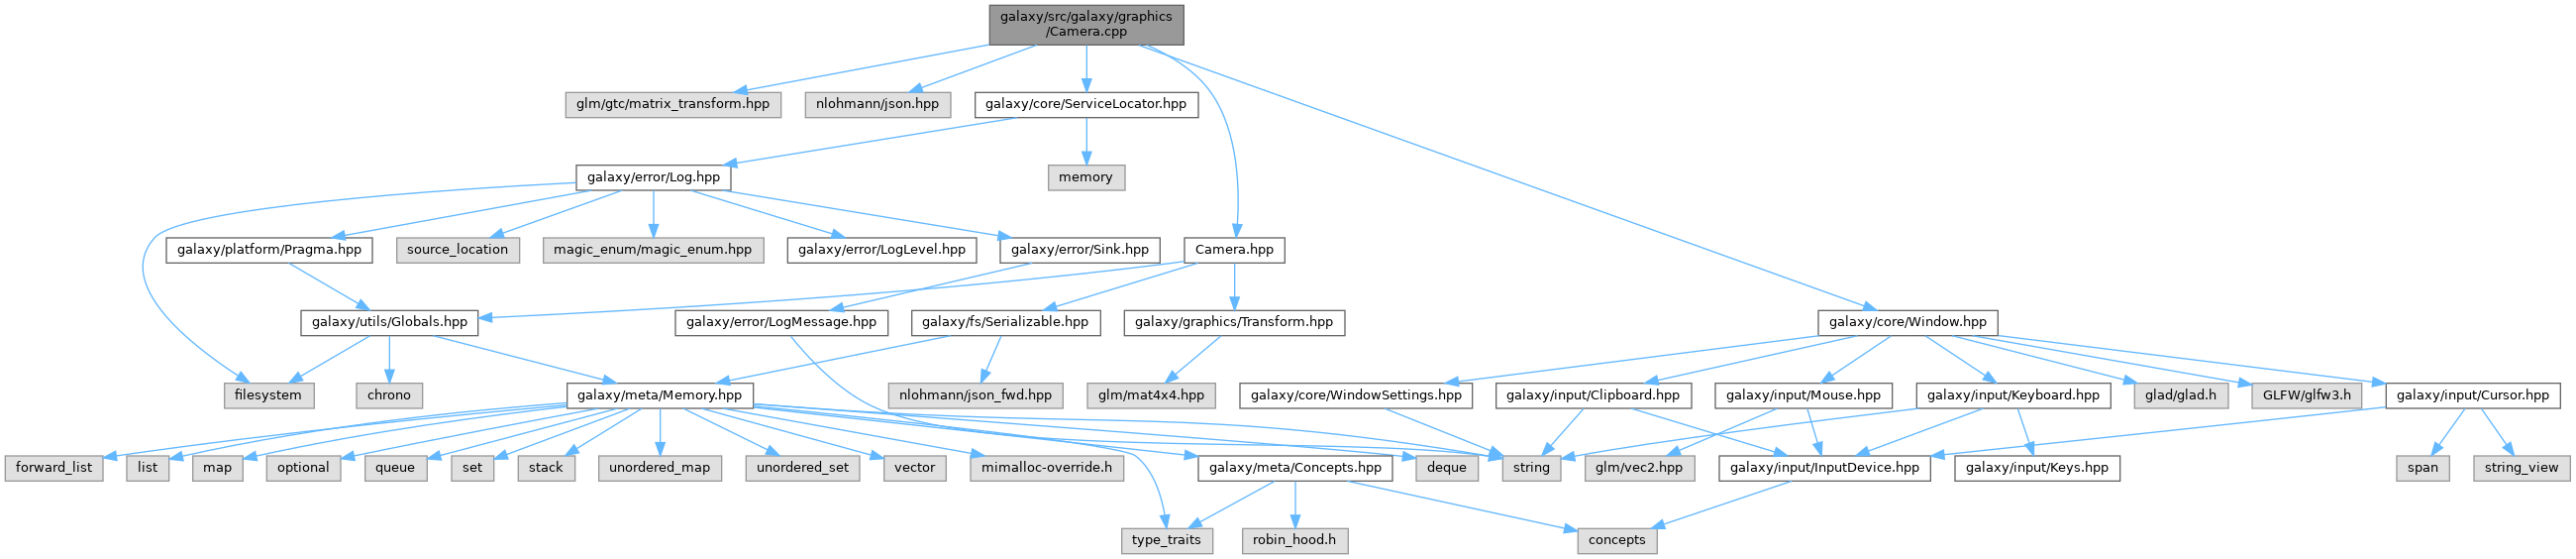 galaxy/src/galaxy/graphics
/Camera.cpp
glm/gtc/matrix_transform.hpp
nlohmann/json.hpp
galaxy/core/ServiceLocator.hpp
galaxy/error/Log.hpp
memory
galaxy/platform/Pragma.hpp
source_location
magic_enum/magic_enum.hpp
galaxy/error/LogLevel.hpp
galaxy/error/Sink.hpp
Camera.hpp
galaxy/utils/Globals.hpp
galaxy/error/LogMessage.hpp
galaxy/fs/Serializable.hpp
galaxy/graphics/Transform.hpp
galaxy/core/Window.hpp
filesystem
chrono
galaxy/meta/Memory.hpp
nlohmann/json_fwd.hpp
glm/mat4x4.hpp
galaxy/core/WindowSettings.hpp
galaxy/input/Clipboard.hpp
galaxy/input/Mouse.hpp
galaxy/input/Keyboard.hpp
glad/glad.h
GLFW/glfw3.h
galaxy/input/Cursor.hpp
forward_list
list
map
optional
queue
set
stack
unordered_map
unordered_set
vector
mimalloc-override.h
galaxy/meta/Concepts.hpp
deque
string
glm/vec2.hpp
galaxy/input/InputDevice.hpp
galaxy/input/Keys.hpp
span
string_view
type_traits
robin_hood.h
concepts